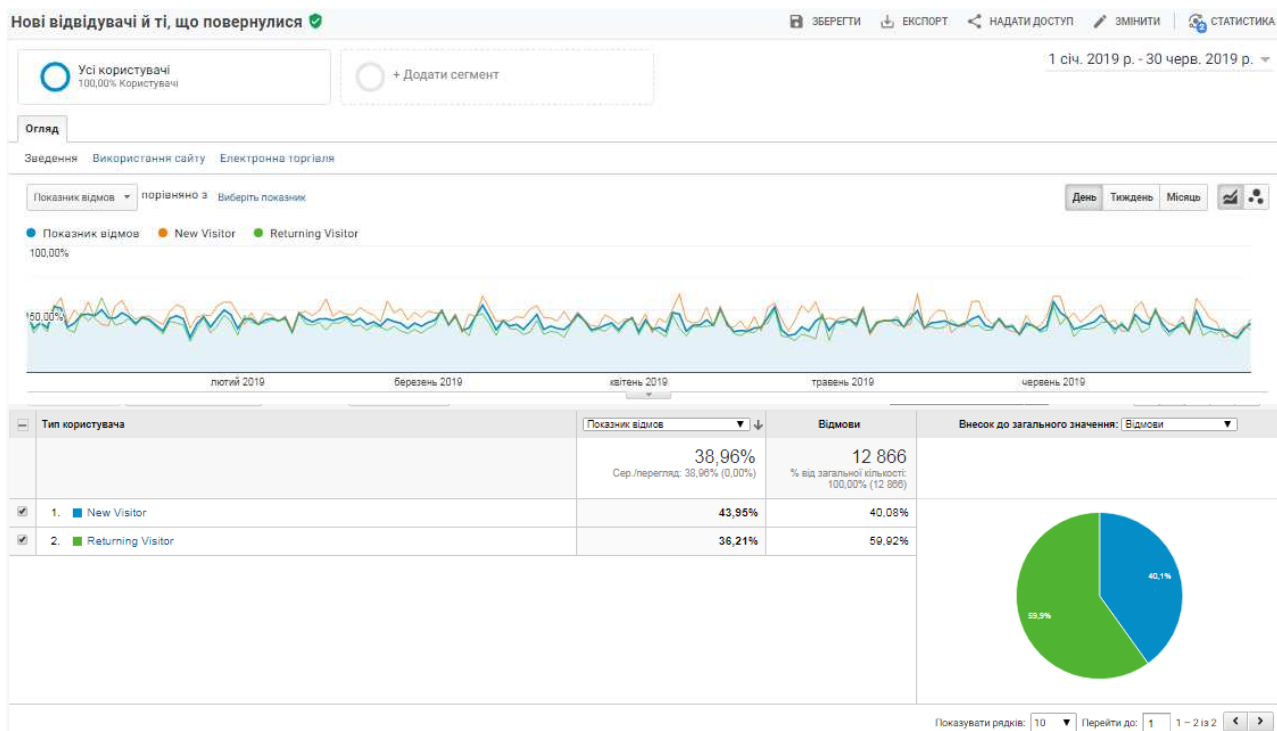 Нові відвідувачі й ті, що повернулися
ЗБЕРЕГТИ ЕКСПОРТ НАДАТИ ДОСТУП ЗМІНИТИ СТАТИСТИКА
Усі користувачі
100,00% Користувачі
+ Додати сегмент
1 січ. 2019 р. - 30 черв. 2019 р.
Огляд
Зведення Використання сайту Електронна торгівля
Показник відмов порівняно з Виберіть показник
День Тиждень Місяць
Показник відмов New Visitor Returning Visitor
100,00%
50,00%
лютий 2019 березень 2019 квітень 2019 травень 2019 червень 2019
Тип користувача Показник відмов Відмови Внесок до загального значення: Відмови
38,96% 12 866
Сер./перегляд: 38,96% (0,00%) % від загальної кількості:
100,00% (12 866)
1. New Visitor 43,95% 40,08%
2. Returning Visitor 36,21% 59,92%
40,1%
59,9%
Показувати рядків: 10 Перейти до: 1 1 – 2 із 2